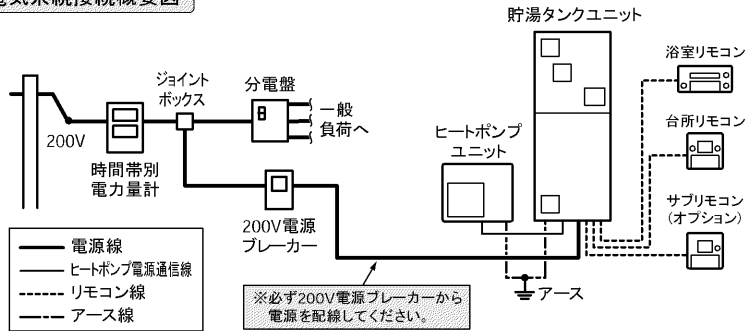 電気系統接続概要図
貯湯タンクユニット
浴室リモコン
ジョイント
ボックス
分電盤
一般
負荷へ
200V
時間帯別
電力量計
ヒートポンプ
ユニット
台所リモコン
200V電源
ブレーカー
サブリモコン
(オプション)
電源線
ヒートポンプ電源通信線
リモコン線
アース線
※必ず200V電源ブレーカーから
電源を配線してください。
アース